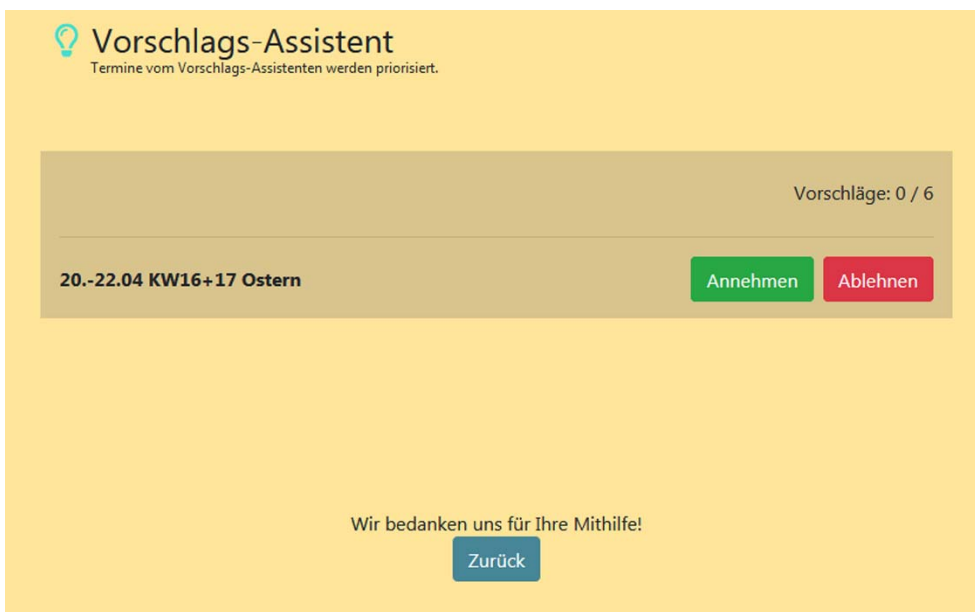 Vorschlags-Assistent
Termine vom Vorschlags-Assistenten werden priorisiert.
Vorschläge: 0 / 6
20.-22.04 KW16+17 Ostern
Annehmen
Ablehnen
Wir bedanken uns für Ihre Mithilfe!
Zurück